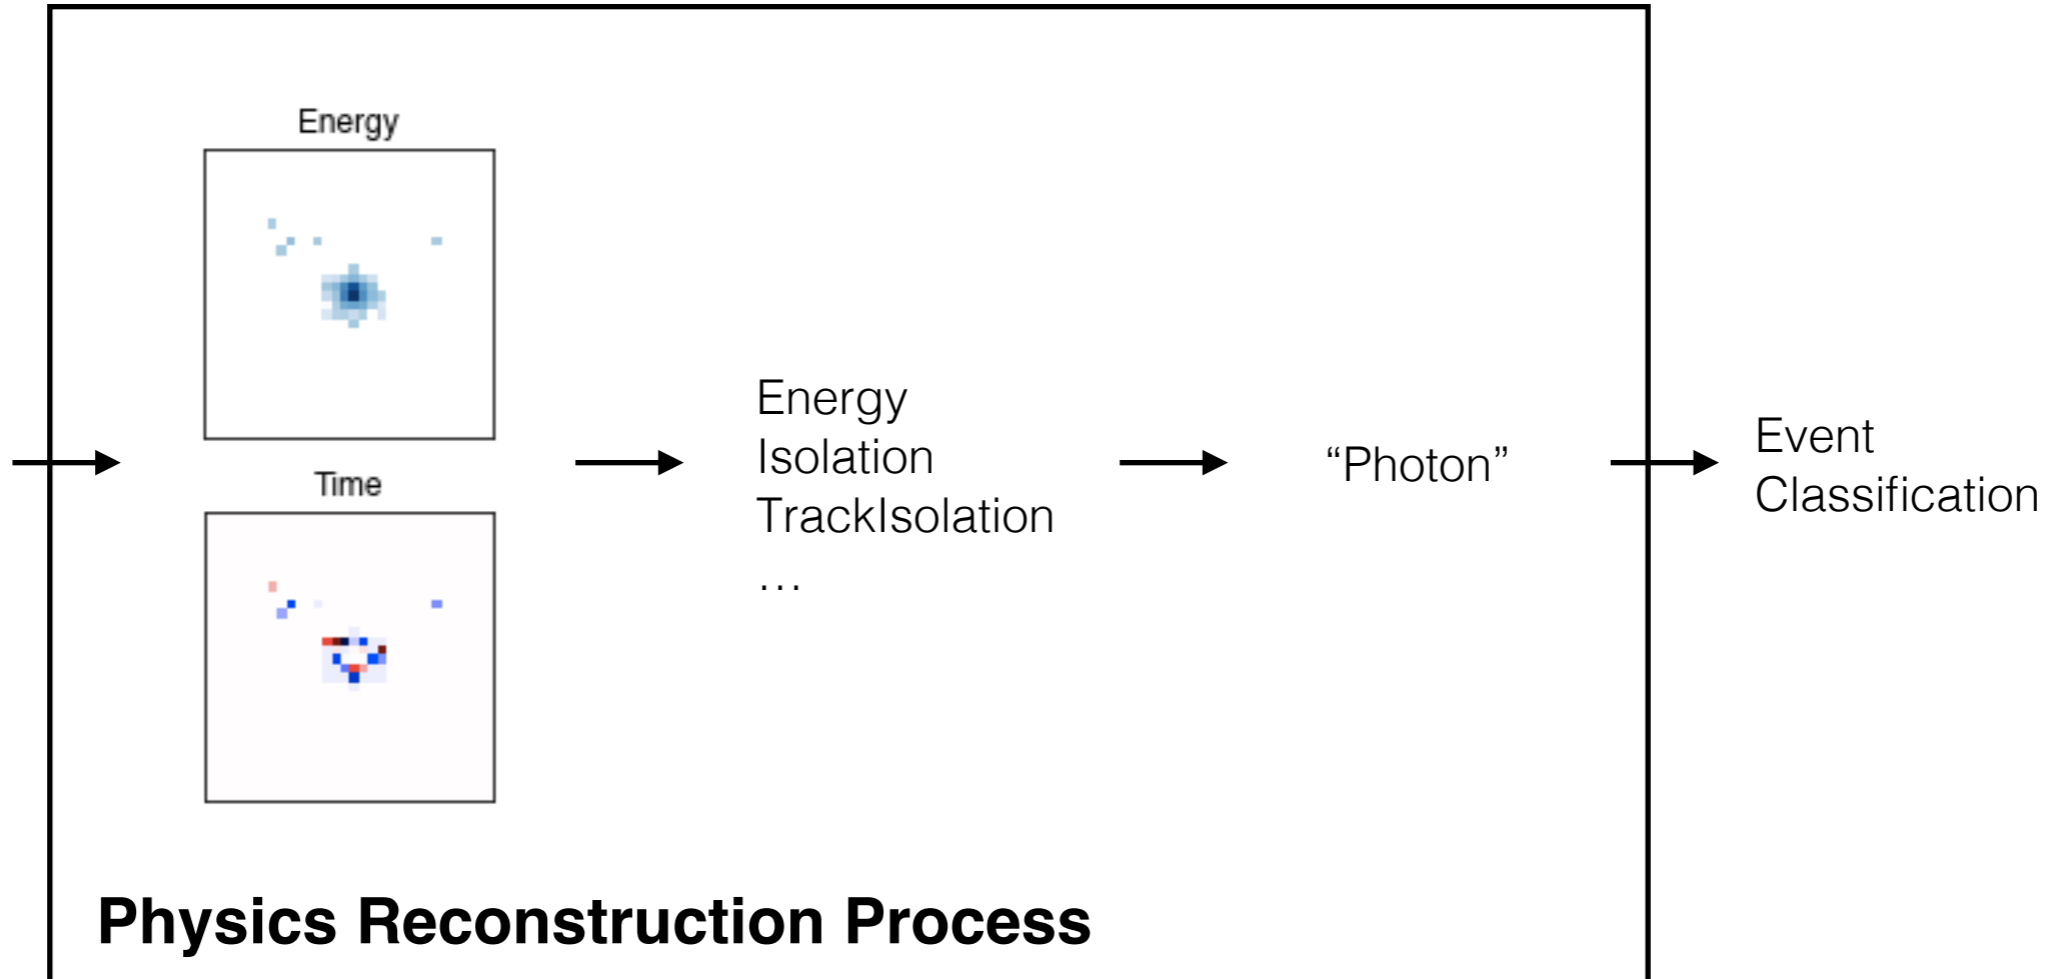 Energy
Time
Energy
Isolation
TrackIsolation
…
“Photon”
Event
Classification
Physics Reconstruction Process